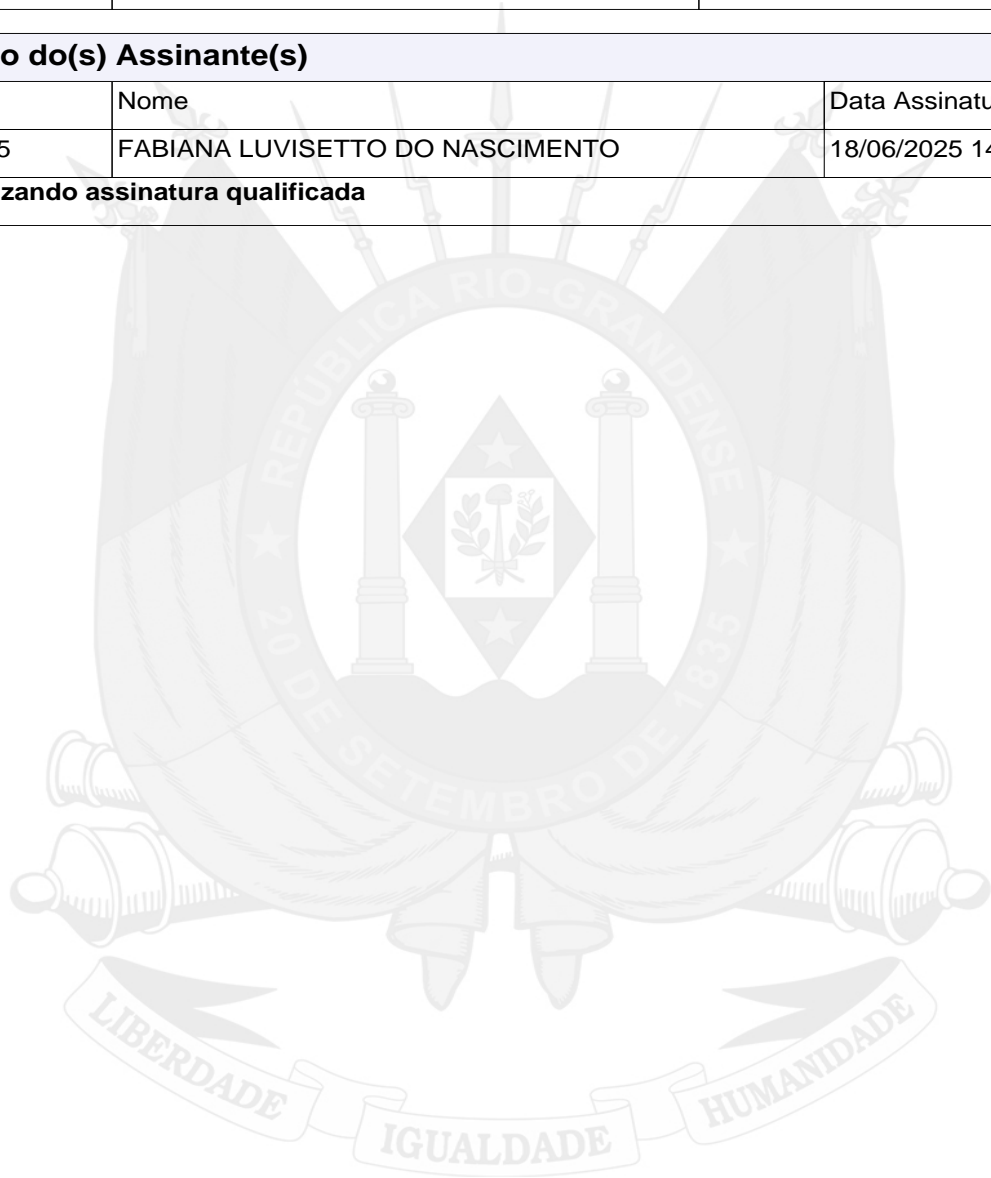 o do(s) Assinante(s)
Nome Data Assinatu
5 FABIANA LUVISETTO DO NASCIMENTO 18/06/2025 14
zando assinatura qualificada
REPÚBLICA RIO-GRANDENSE
20 DE SETEMBRO DE 1835
LIBERDADE IGUALDADE HUMANIDADE